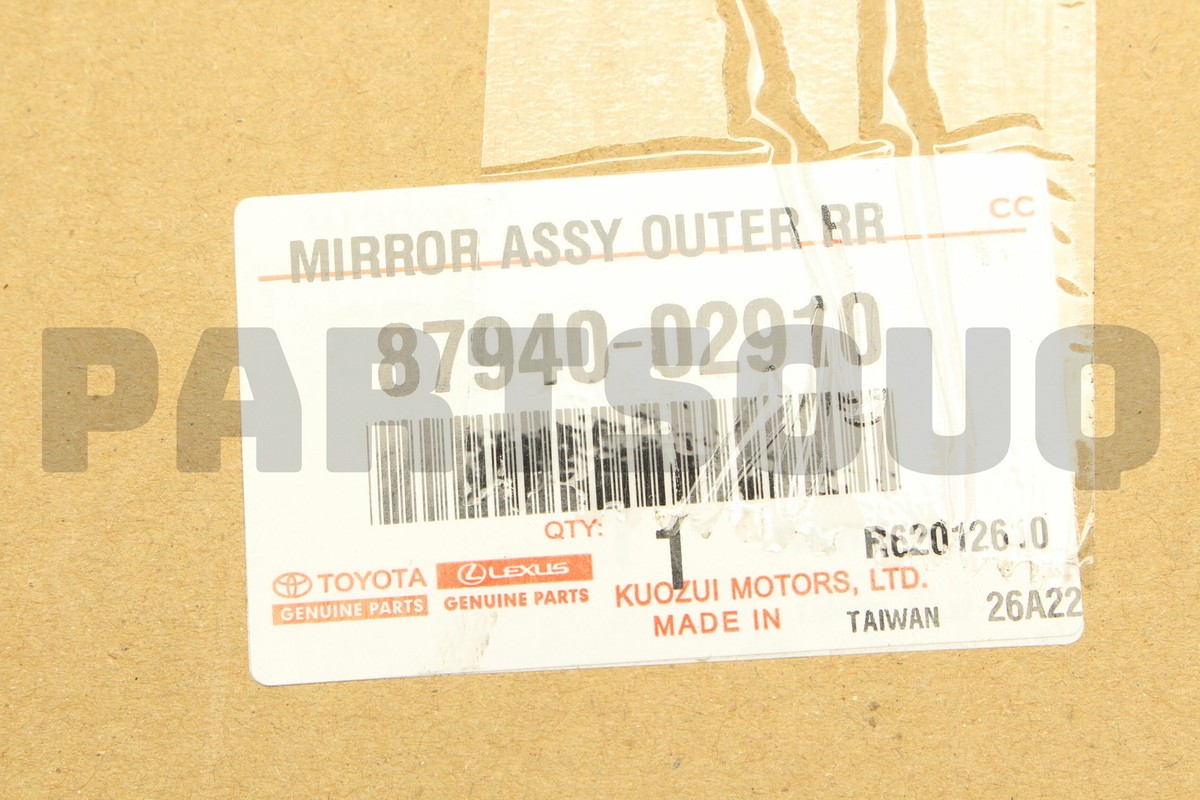 CC
MIRROR ASSY OUTER RR
87940-02910
PARTSOUQ
QTY: 1
R62012610
TOYOTA
GENUINE PARTS
LEXUS
GENUINE PARTS
KUOZUI MOTORS, LTD.
MADE IN TAIWAN
26A22